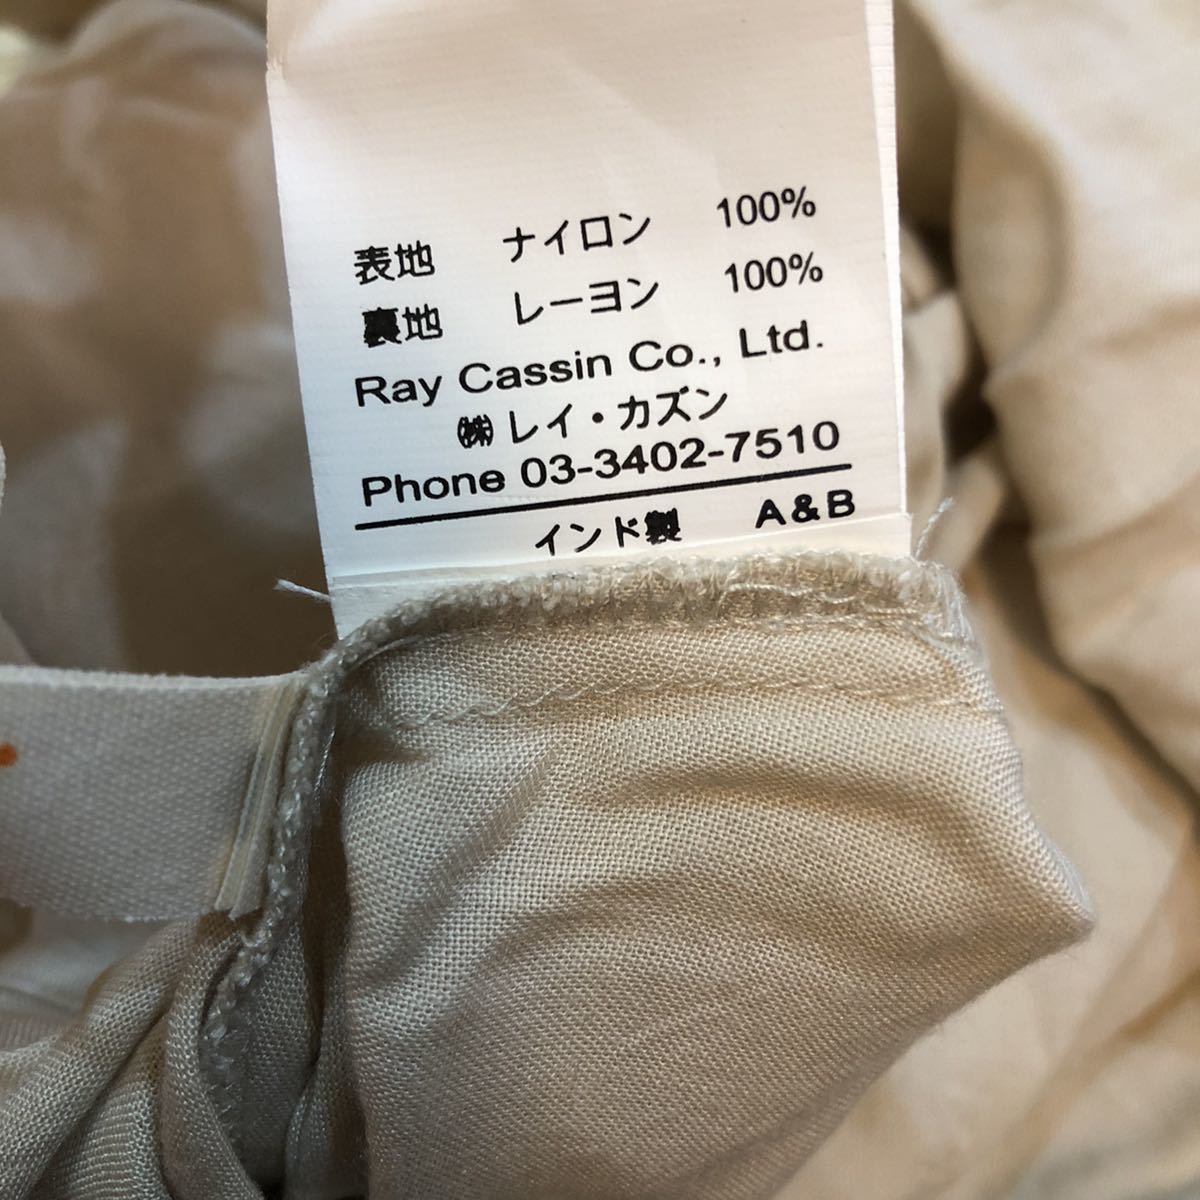 表地 ナイロン 100%
裏地 レーヨン 100%
Ray Cassin Co., Ltd.
㈱レイ・カズン
Phone 03-3402-7510
インド製 A&B